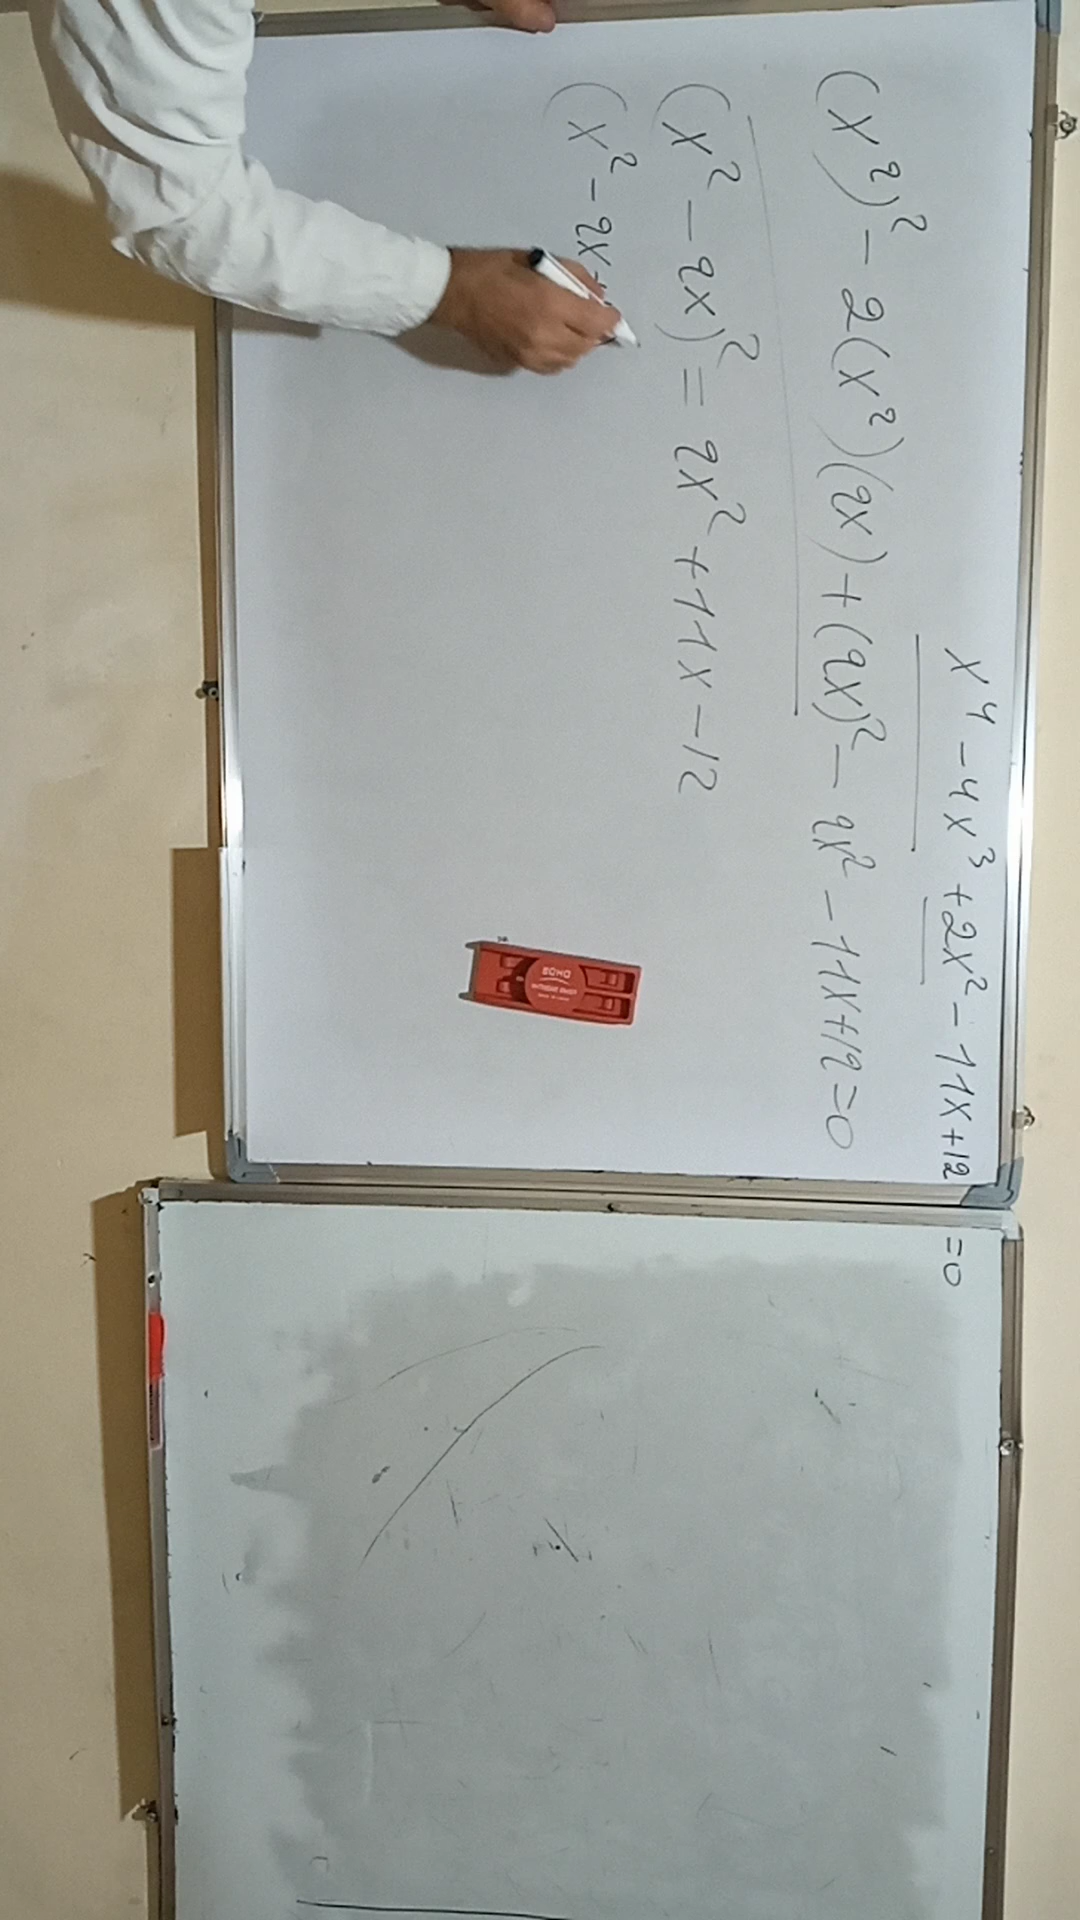 x⁴ - 4x³ + 2x² - 11x + 12 = 0
(x²)² - 2(x²)(2x) + (2x)² - 2x² - 11x + 12 = 0
(x² - 2x)² = 2x² + 11x - 12
(x² - 2x
SOHO